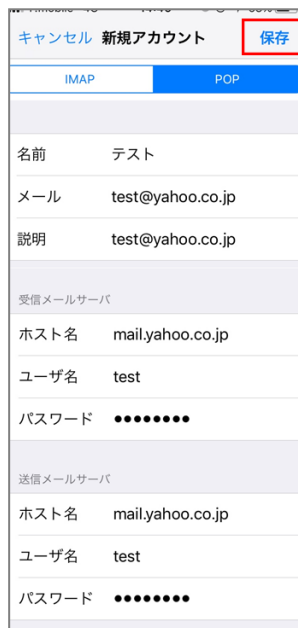 キャンセル 新規アカウント 保存
IMAP POP
名前 テスト
メール test@yahoo.co.jp
説明 test@yahoo.co.jp
受信メールサーバ
ホスト名 mail.yahoo.co.jp
ユーザ名 test
パスワード ●●●●●●●●
送信メールサーバ
ホスト名 mail.yahoo.co.jp
ユーザ名 test
パスワード ●●●●●●●●